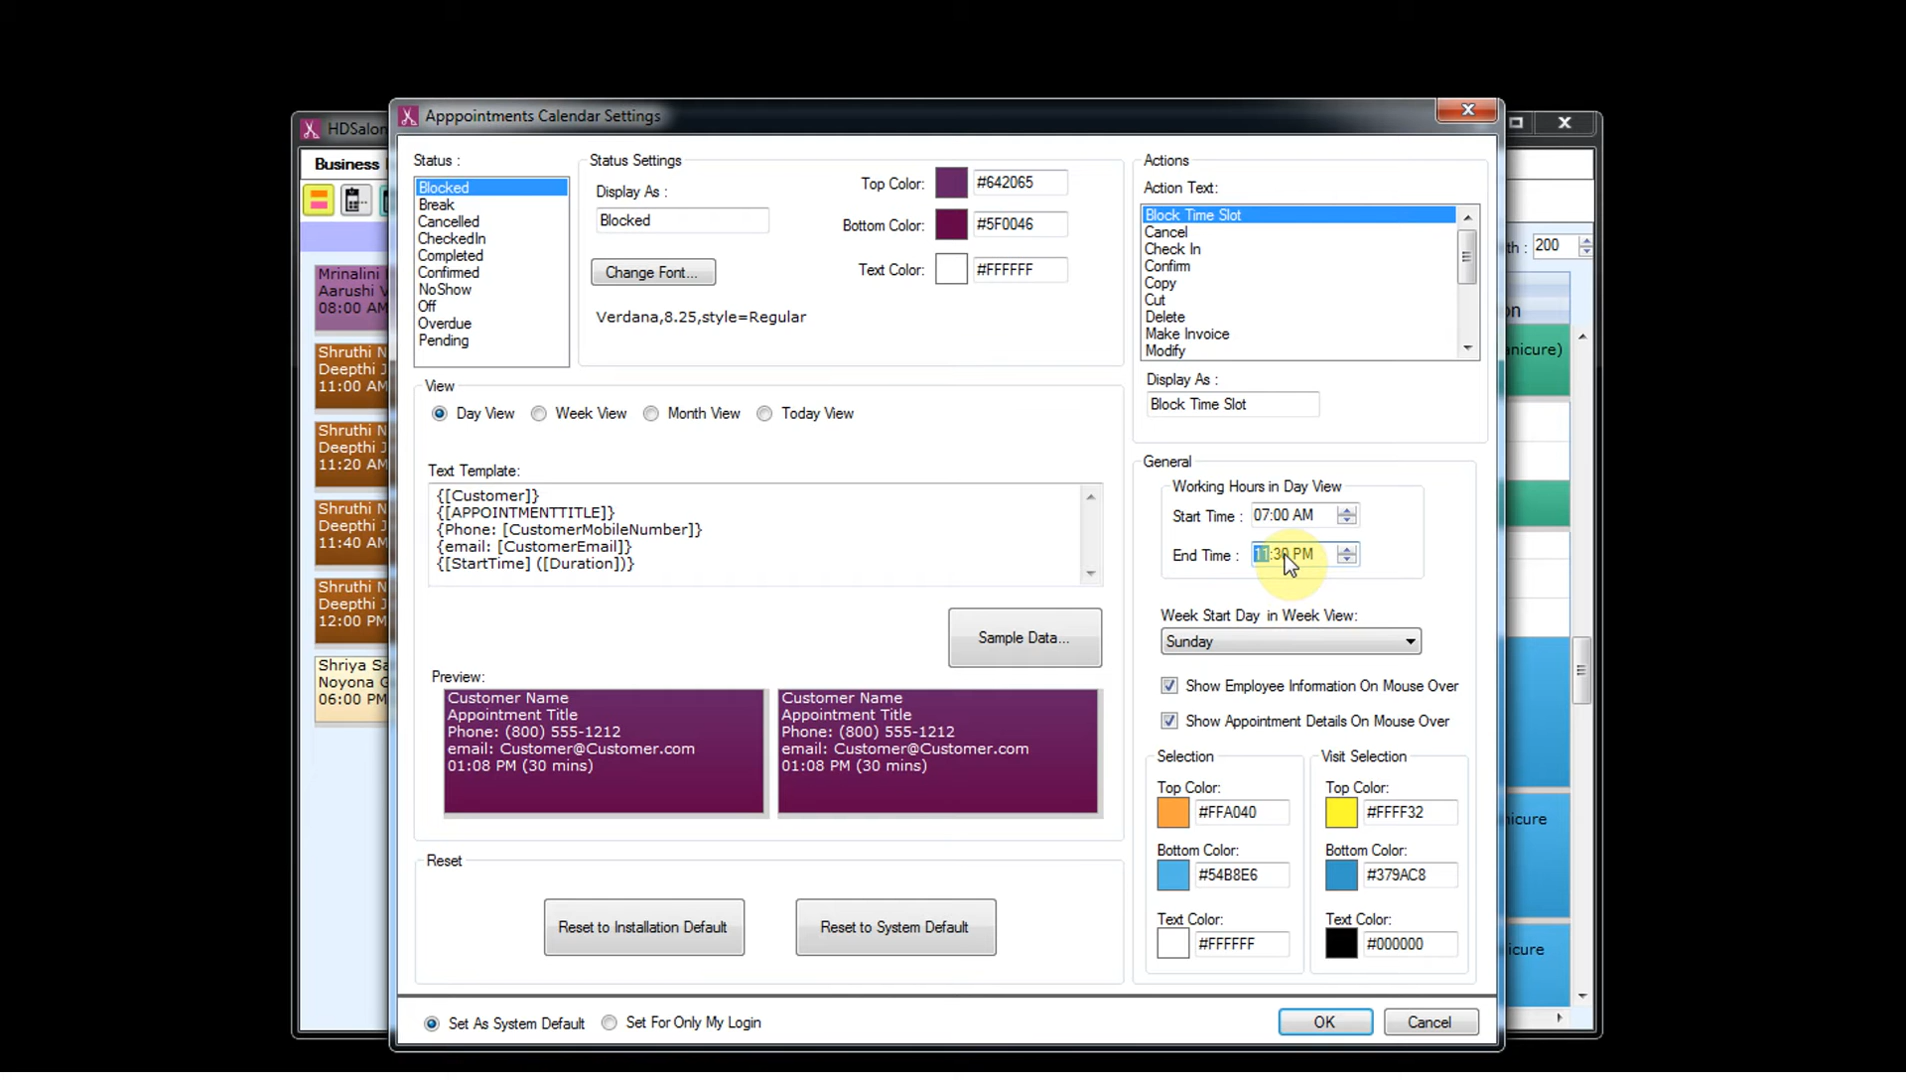 HDSalon
Business
Mrinalini
Aarushi V
08:00 AM
Shruthi N
Deepthi J
11:00 AM
Shruthi N
Deepthi J
11:20 AM
Shruthi N
Deepthi J
11:40 AM
Shruthi N
Deepthi J
12:00 PM
Shriya Sa
Noyona G
06:00 PM
Apppointments Calendar Settings
Status :
Blocked
Break
Cancelled
CheckedIn
Completed
Confirmed
NoShow
Off
Overdue
Pending
Status Settings
Display As :
Blocked
Change Font...
Verdana,8.25,style=Regular
Top Color: #642065
Bottom Color: #5F0046
Text Color: #FFFFFF
View
Day View Week View Month View Today View
Text Template:
{[Customer]}
{[APPOINTMENTTITLE]}
{Phone: [CustomerMobileNumber]}
{email: [CustomerEmail]}
{[StartTime] ([Duration])}
Sample Data...
Preview:
Customer Name
Appointment Title
Phone: (800) 555-1212
email: Customer@Customer.com
01:08 PM (30 mins)
Customer Name
Appointment Title
Phone: (800) 555-1212
email: Customer@Customer.com
01:08 PM (30 mins)
Reset
Reset to Installation Default
Reset to System Default
Actions
Action Text:
Block Time Slot
Cancel
Check In
Confirm
Copy
Cut
Delete
Make Invoice
Modify
Display As :
Block Time Slot
General
Working Hours in Day View
Start Time : 07:00 AM
End Time : 11:30 PM
Week Start Day in Week View:
Sunday
Show Employee Information On Mouse Over
Show Appointment Details On Mouse Over
Selection
Top Color:
#FFA040
Bottom Color:
#54B8E6
Text Color:
#FFFFFF
Visit Selection
Top Color:
#FFFF32
Bottom Color:
#379AC8
Text Color:
#000000
Set As System Default Set For Only My Login
OK
Cancel
th : 200
on
anicure)
nicure
icure